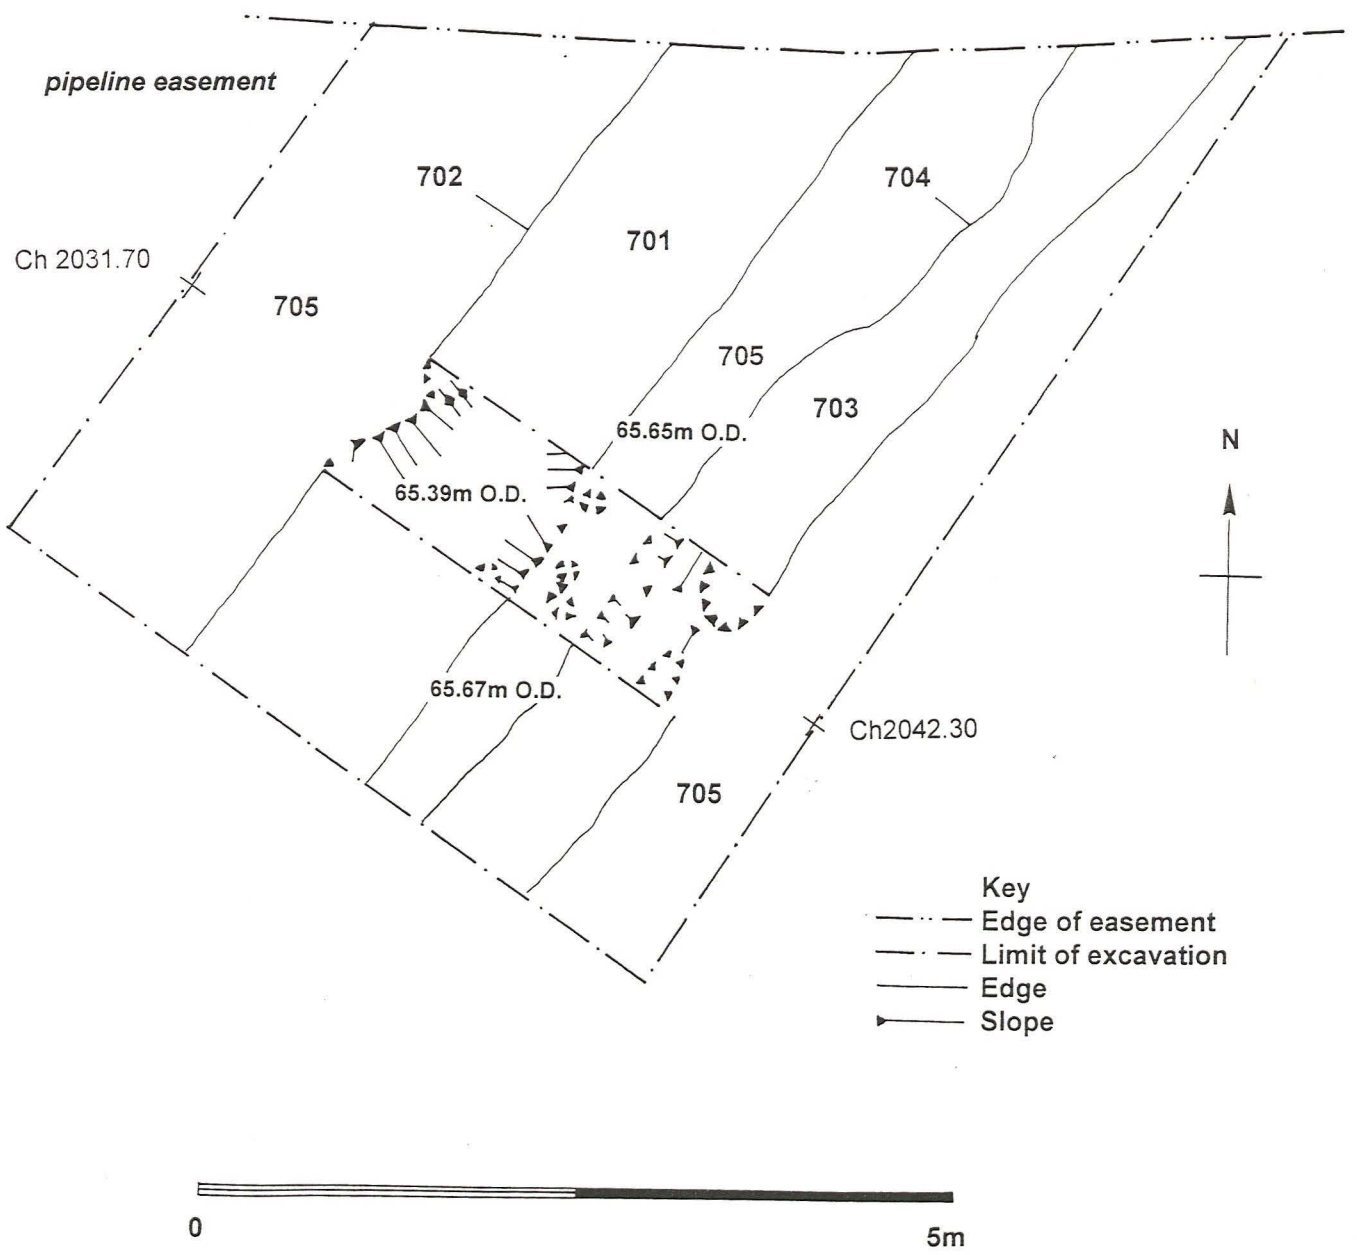 pipeline easement
702
704
701
Ch 2031.70
705
705
703
65.65m O.D.
N
65.39m O.D.
65.67m O.D.
Ch2042.30
705
Key
Edge of easement
Limit of excavation
Edge
Slope
0
5m